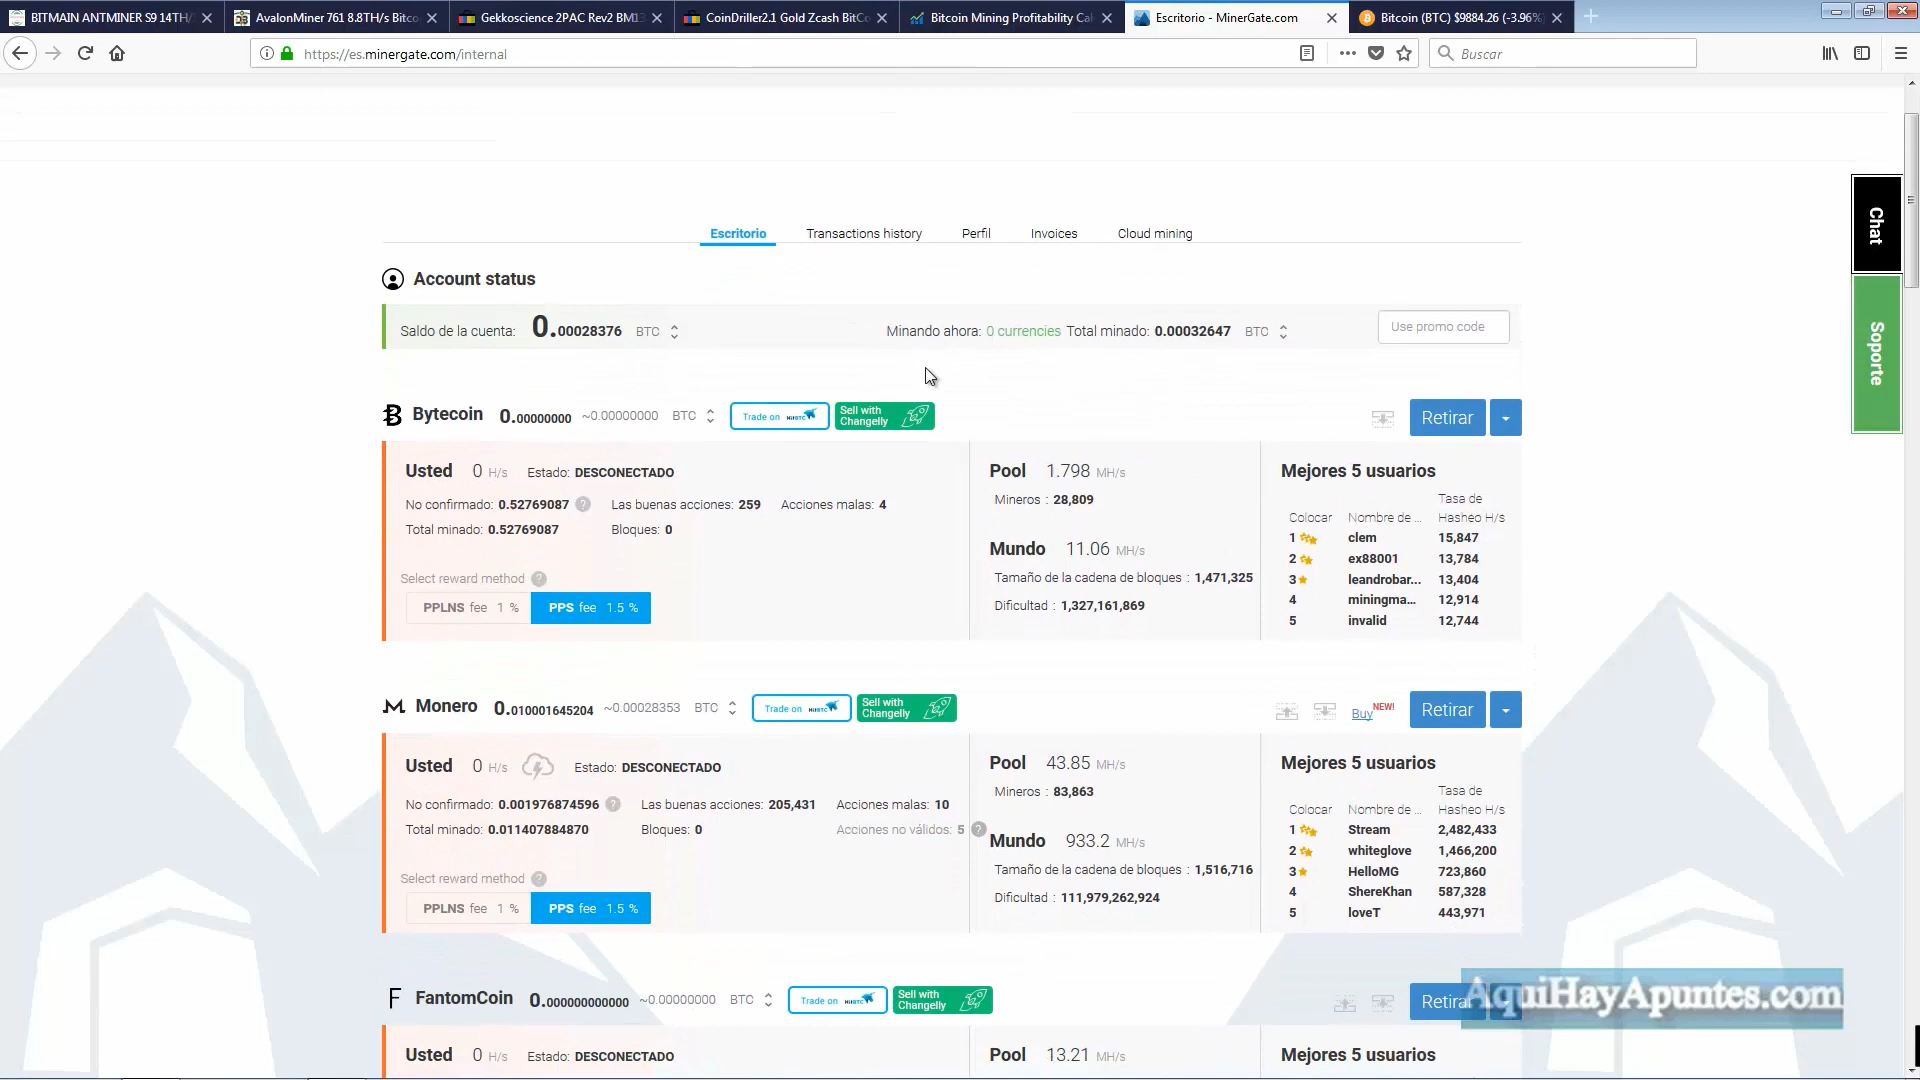 BITMAIN ANTMINER S9 14TH/
AvalonMiner 761 8.8TH/s Bitco
Gekkoscience 2PAC Rev2 BM13
CoinDriller2.1 Gold Zcash BitCo
Bitcoin Mining Profitability Cal
Escritorio - MinerGate.com
Bitcoin (BTC) $9884.26 (-3.96%)
https://es.minergate.com/internal
Buscar
Chat
Soporte
Escritorio Transactions history Perfil Invoices Cloud mining
Account status
Saldo de la cuenta: 0.00028376 BTC Minando ahora: 0 currencies Total minado: 0.00032647 BTC Use promo code
Bytecoin 0.00000000 ~0.00000000 BTC Trade on Sell with Changelly Retirar
Usted 0 H/s Estado: DESCONECTADO
No confirmado: 0.52769087 ? Las buenas acciones: 259 Acciones malas: 4
Total minado: 0.52769087 Bloques: 0
Select reward method ?
PPLNS fee 1 % PPS fee 1.5 %
Pool 1.798 MH/s
Mineros : 28,809
Mundo 11.06 MH/s
Tamaño de la cadena de bloques : 1,471,325
Dificultad : 1,327,161,869
Mejores 5 usuarios
Colocar Nombre de ... Tasa de Hasheo H/s
1 clem 15,847
2 ex88001 13,784
3 leandrobar... 13,404
4 miningma... 12,914
5 invalid 12,744
Monero 0.010001645204 ~0.00028353 BTC Trade on Sell with Changelly Buy NEW! Retirar
Usted 0 H/s Estado: DESCONECTADO
No confirmado: 0.001976874596 ? Las buenas acciones: 205,431 Acciones malas: 10
Total minado: 0.011407884870 Bloques: 0 Acciones no válidos: 5 ?
Select reward method ?
PPLNS fee 1 % PPS fee 1.5 %
Pool 43.85 MH/s
Mineros : 83,863
Mundo 933.2 MH/s
Tamaño de la cadena de bloques : 1,516,716
Dificultad : 111,979,262,924
Mejores 5 usuarios
Colocar Nombre de ... Tasa de Hasheo H/s
1 Stream 2,482,433
2 whiteglove 1,466,200
3 HelloMG 723,860
4 ShereKhan 587,328
5 loveT 443,971
FantomCoin 0.000000000000 ~0.00000000 BTC Trade on Sell with Changelly Retirar
AquiHayApuntes.com
Usted 0 H/s Estado: DESCONECTADO
Pool 13.21 MH/s
Mejores 5 usuarios